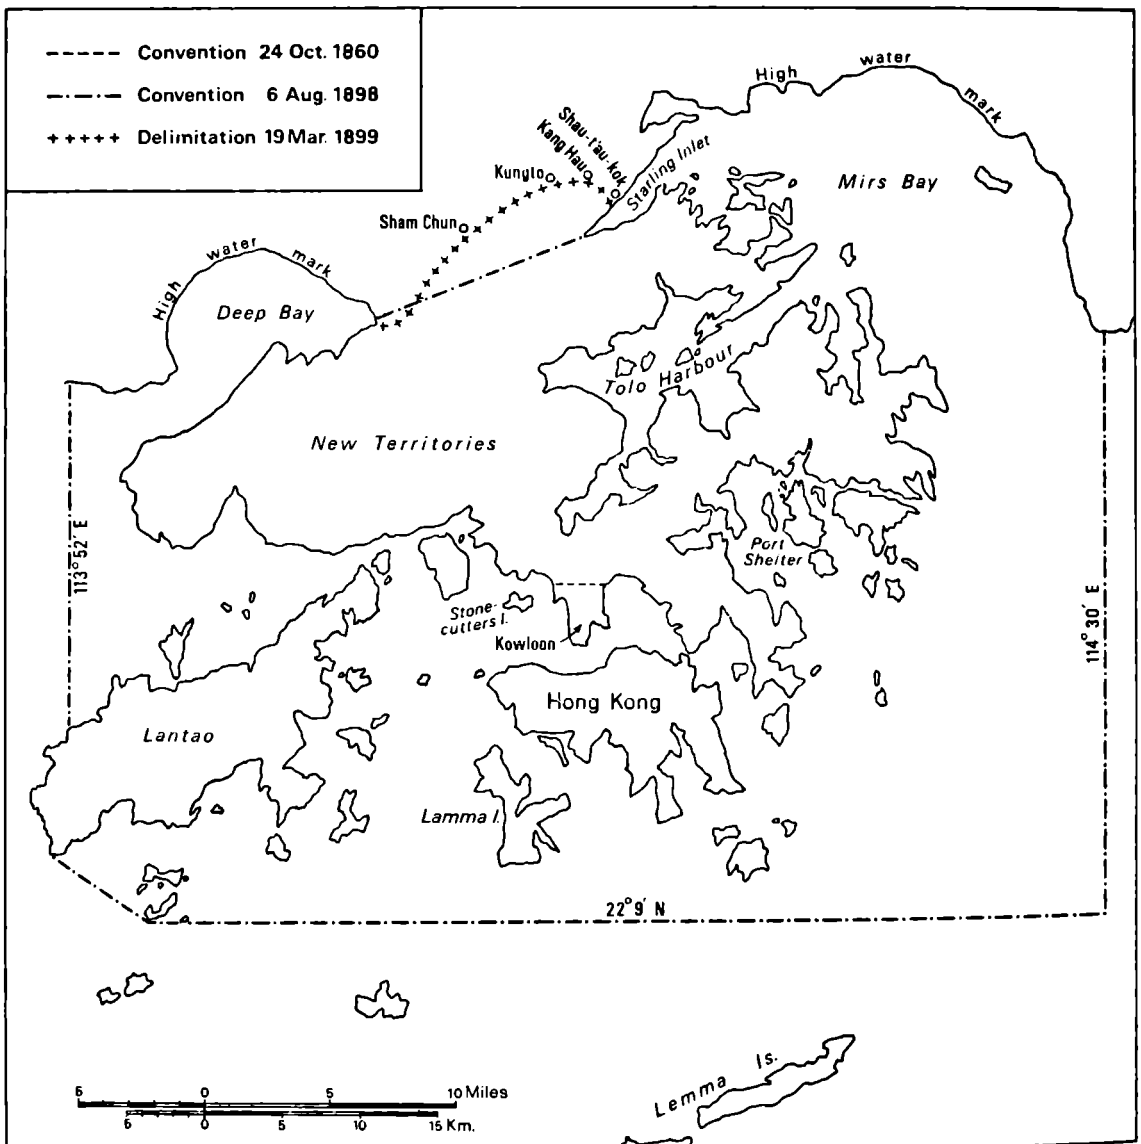 Convention 24 Oct. 1860
Convention 6 Aug. 1898
Delimitation 19 Mar. 1899
High water mark
Shau-t'au-kok
Kang Hau
Kungto
Starling Inlet
Mirs Bay
Sham Chun
High water mark
Deep Bay
Tolo Harbour
New Territories
113° 52' E
Port
Shelter
Stone-
cutters I.
Kowloon
114° 30' E
Hong Kong
Lantao
Lamma I.
22° 9' N
Lemma Is.
5 0 5 10 Miles
5 0 5 10 15 Km.